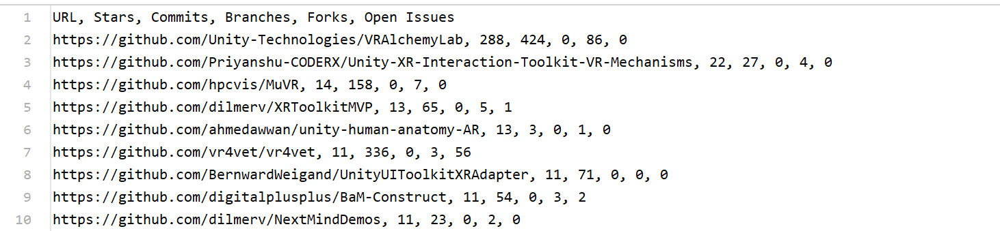 1 URL, Stars, Commits, Branches, Forks, Open Issues
2 https://github.com/Unity-Technologies/VRAlchemyLab, 288, 424, 0, 86, 0
3 https://github.com/Priyanshu-CODERX/Unity-XR-Interaction-Toolkit-VR-Mechanisms, 22, 27, 0, 4, 0
4 https://github.com/hpcvis/MuVR, 14, 158, 0, 7, 0
5 https://github.com/dilmerv/XRToolkitMVP, 13, 65, 0, 5, 1
6 https://github.com/ahmedawwan/unity-human-anatomy-AR, 13, 3, 0, 1, 0
7 https://github.com/vr4vet/vr4vet, 11, 336, 0, 3, 56
8 https://github.com/BernwardWeigand/UnityUIToolkitXRAdapter, 11, 71, 0, 0, 0
9 https://github.com/digitalplusplus/BaM-Construct, 11, 54, 0, 3, 2
10 https://github.com/dilmerv/NextMindDemos, 11, 23, 0, 2, 0